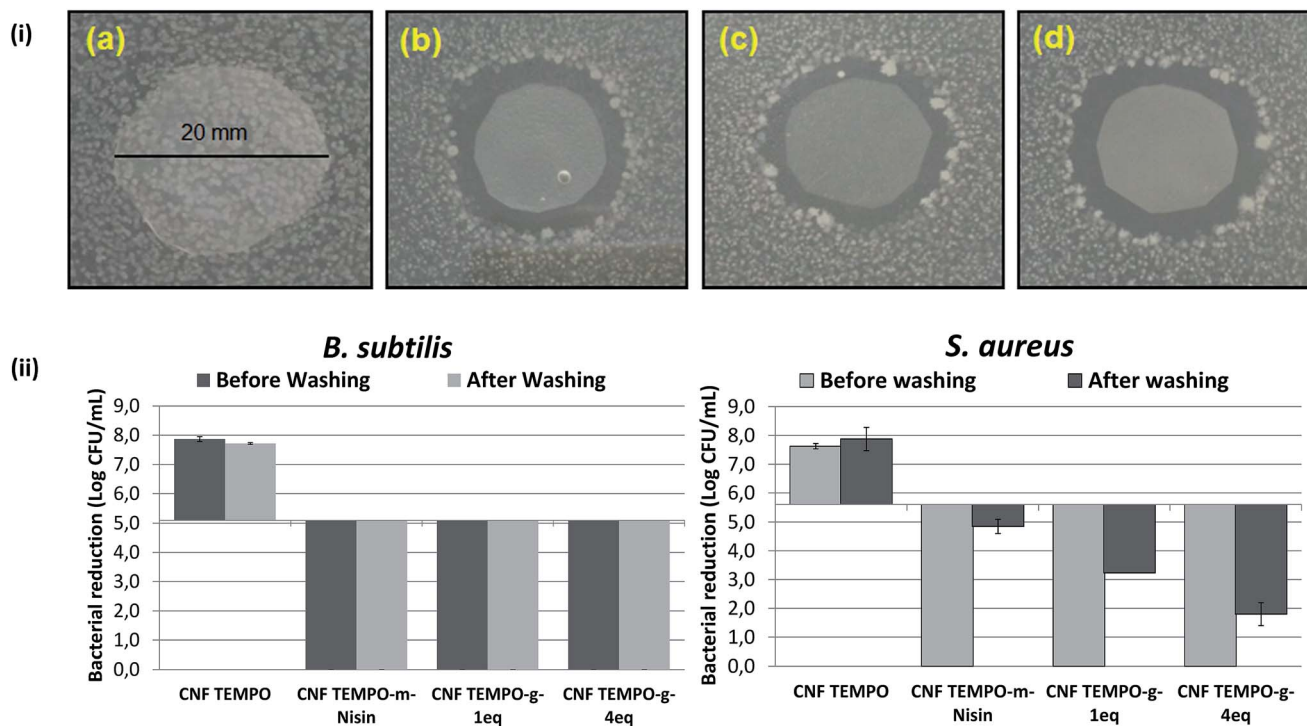 (i)
(a)
(b)
(c)
(d)
20 mm
(ii)
B. subtilis
Before Washing
After Washing
Bacterial reduction (Log CFU/mL)
9,0
8,0
7,0
6,0
5,0
4,0
3,0
2,0
1,0
0,0
CNF TEMPO
CNF TEMPO-m-
Nisin
CNF TEMPO-g-
1eq
CNF TEMPO-g-
4eq
S. aureus
Before washing
After washing
Bacterial reduction (Log CFU/mL)
9,0
8,0
7,0
6,0
5,0
4,0
3,0
2,0
1,0
0,0
CNF TEMPO
CNF TEMPO-m-
Nisin
CNF TEMPO-g-
1eq
CNF TEMPO-g-
4eq